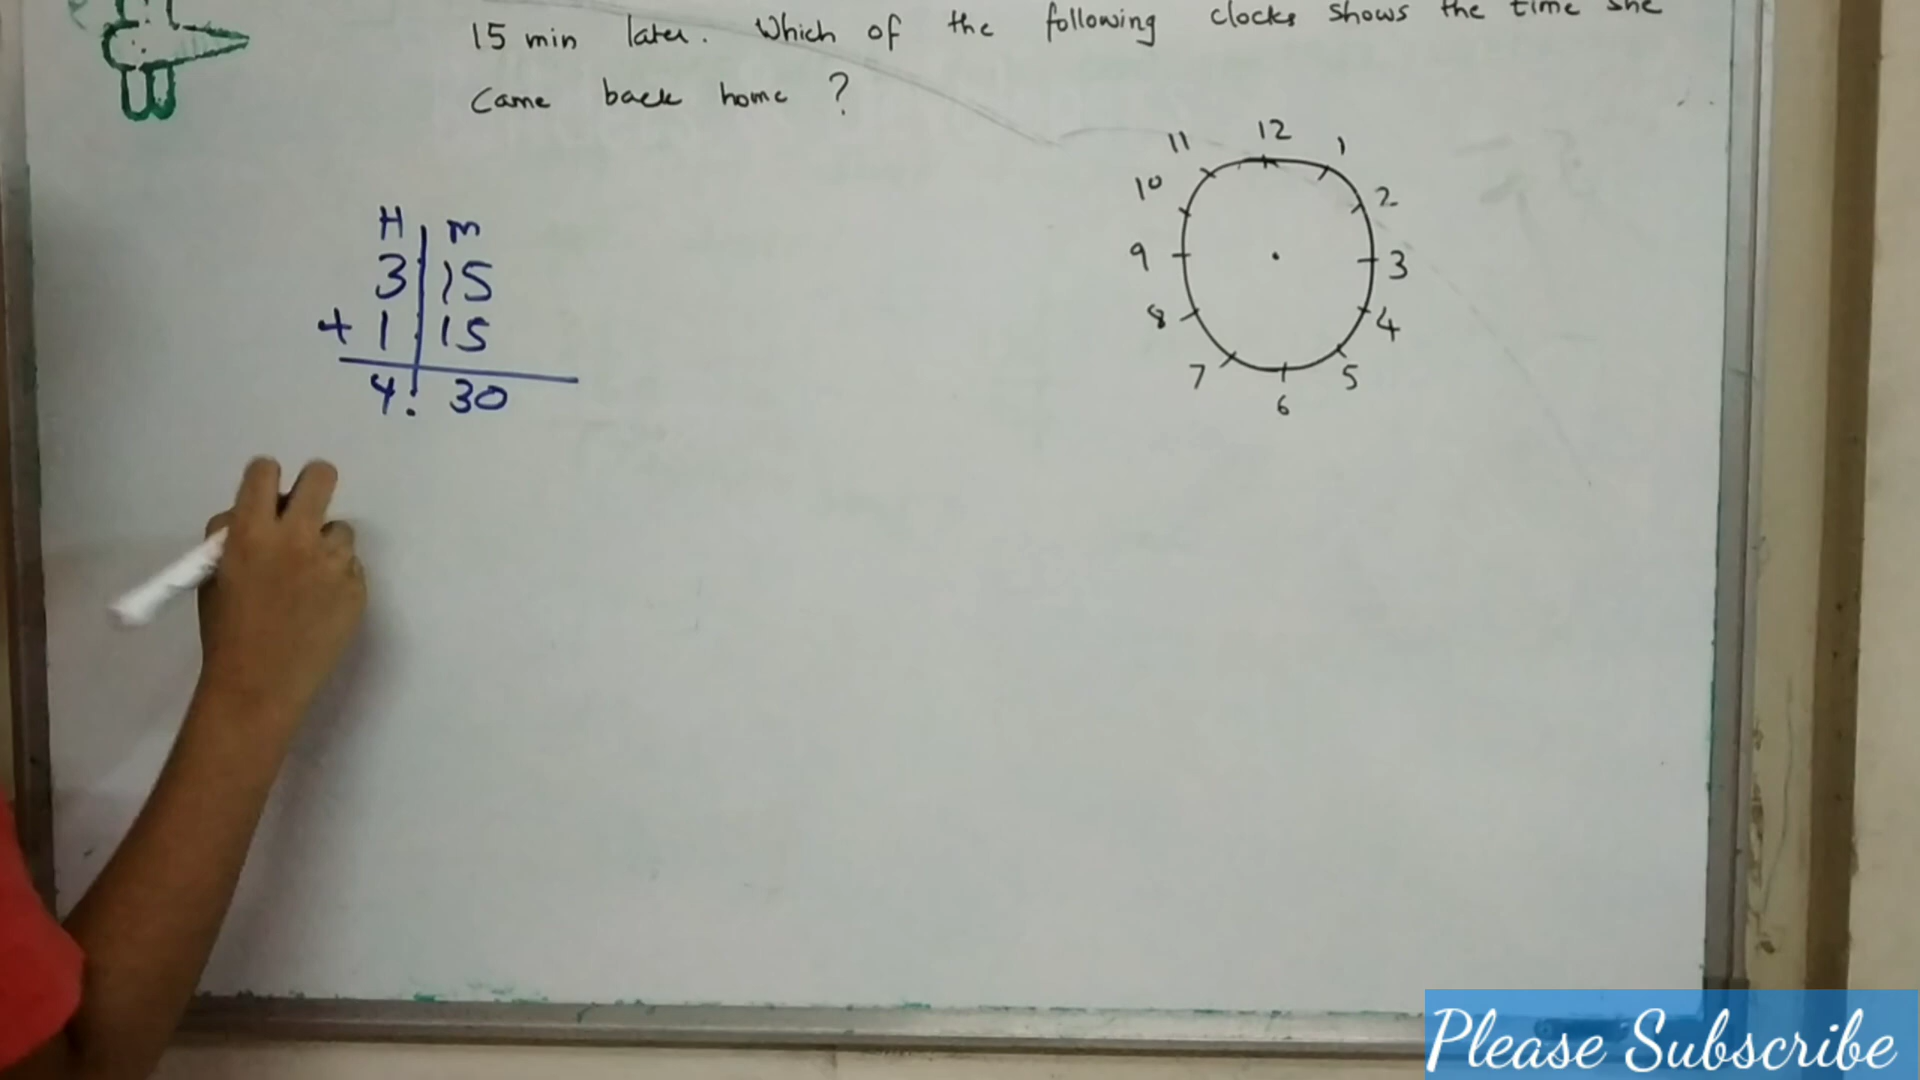 15 min later. Which of the following clocks shows the time she
came back home ?
H m
3 15
+ 1 15
4: 30
12
11 1
10 2
9 3
8 4
7 5
6
Please Subscribe